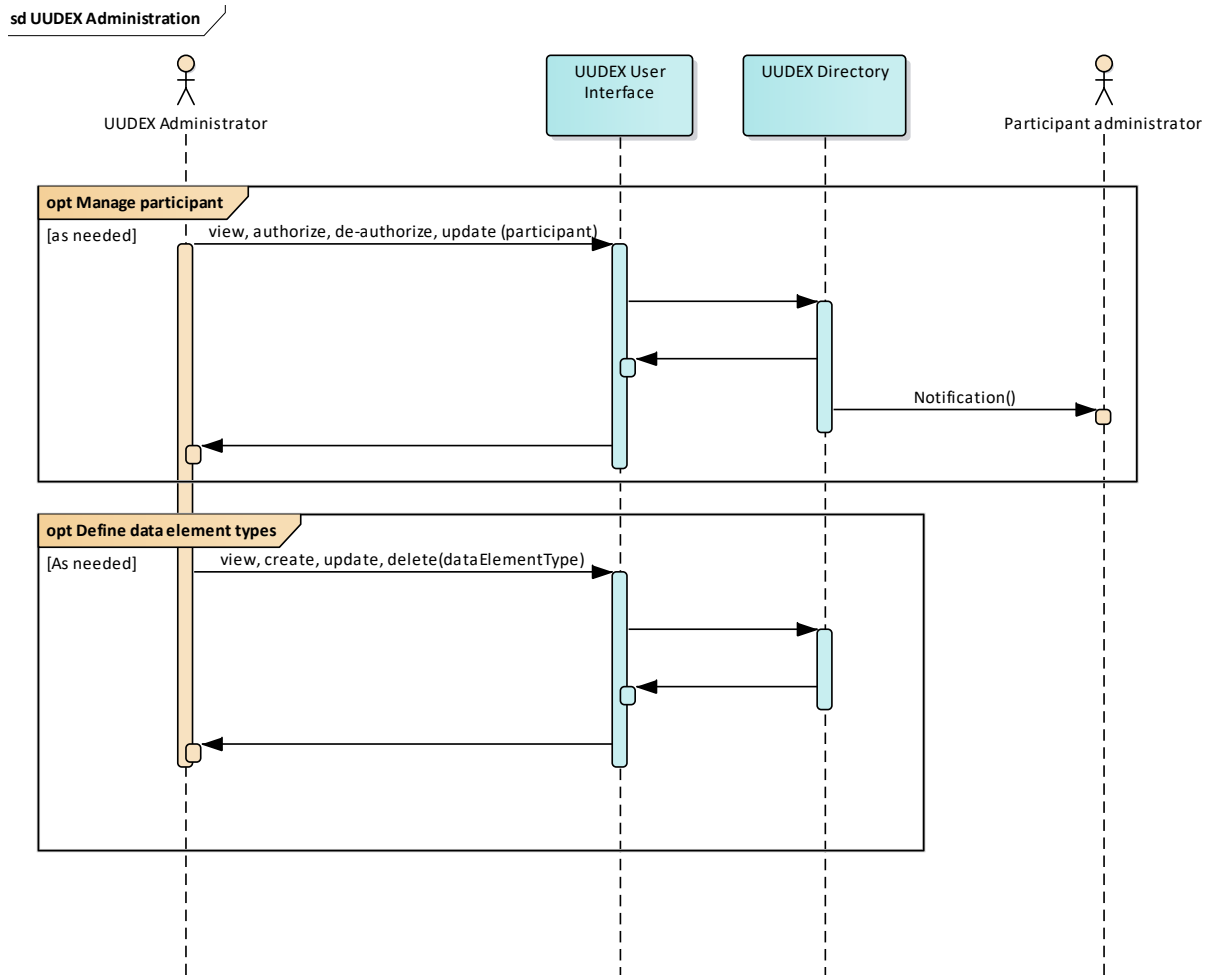 sd UUDEX Administration
UUDEX Administrator
UUDEX User
Interface
UUDEX Directory
Participant administrator
opt Manage participant
[as needed]
view, authorize, de-authorize, update (participant)
Notification()
opt Define data element types
[As needed]
view, create, update, delete(dataElementType)